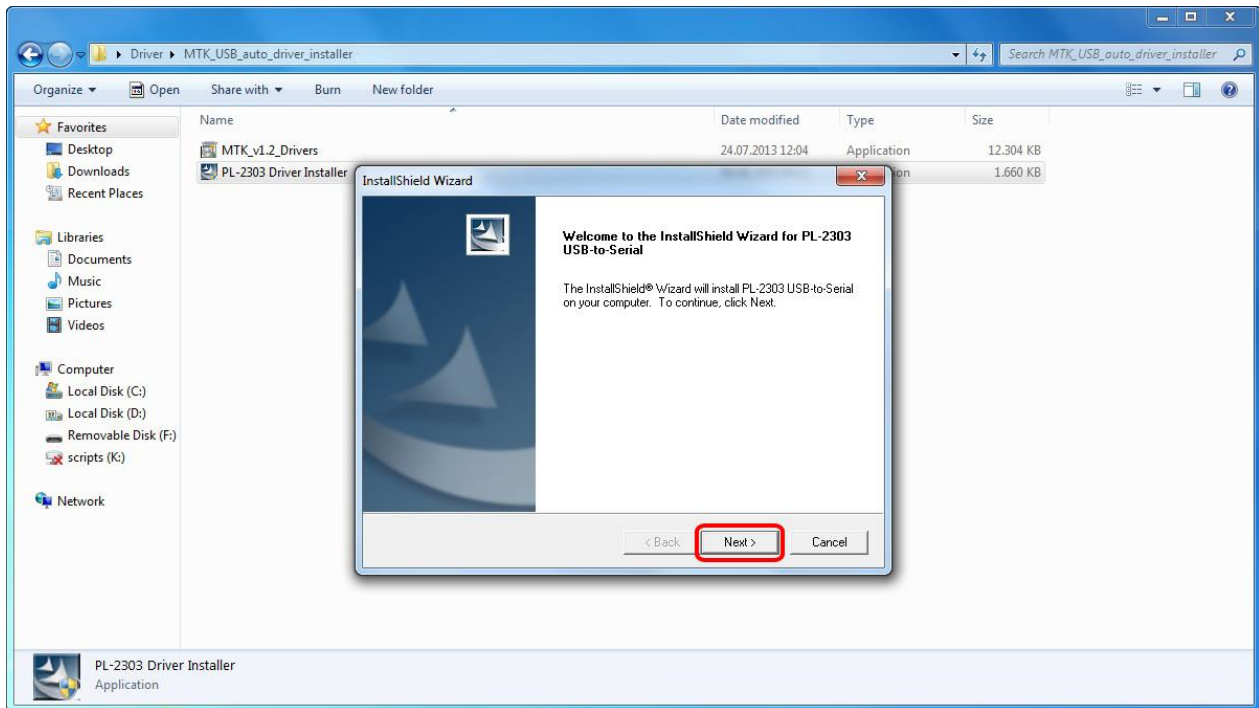 Driver
MTK_USB_auto_driver_installer
Search MTK_USB_auto_driver_installer
Organize
Open
Share with
Burn
New folder
Favorites
Desktop
Downloads
Recent Places
Libraries
Documents
Music
Pictures
Videos
Computer
Local Disk (C:)
Local Disk (D:)
Removable Disk (F:)
scripts (K:)
Network
Name Date modified Type Size
MTK_v1.2_Drivers 24.07.2013 12:04 Application 12.304 KB
PL-2303 Driver Installer 1.660 KB
InstallShield Wizard
Welcome to the InstallShield Wizard for PL-2303
USB-to-Serial
The InstallShield® Wizard will install PL-2303 USB-to-Serial
on your computer. To continue, click Next.
< Back
Next >
Cancel
PL-2303 Driver Installer
Application